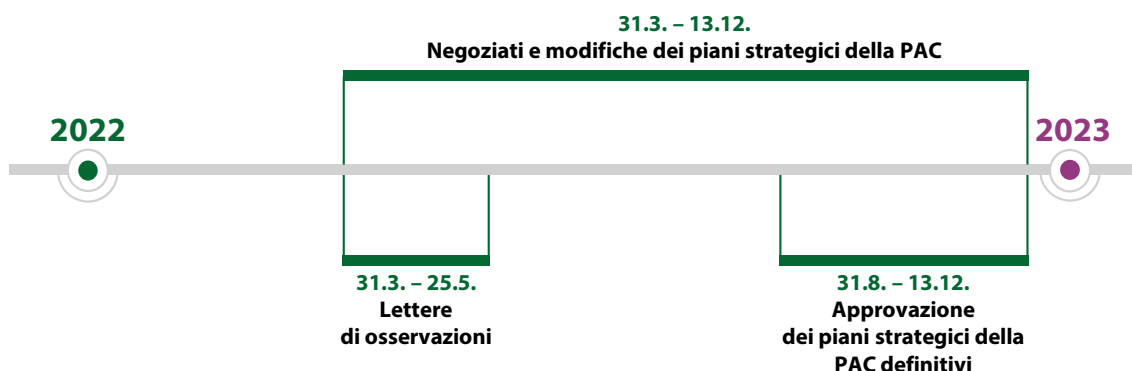 31.3. – 13.12.
Negoziati e modifiche dei piani strategici della PAC
2022
2023
31.3. – 25.5.
Lettere
di osservazioni
31.8. – 13.12.
Approvazione
dei piani strategici della
PAC definitivi